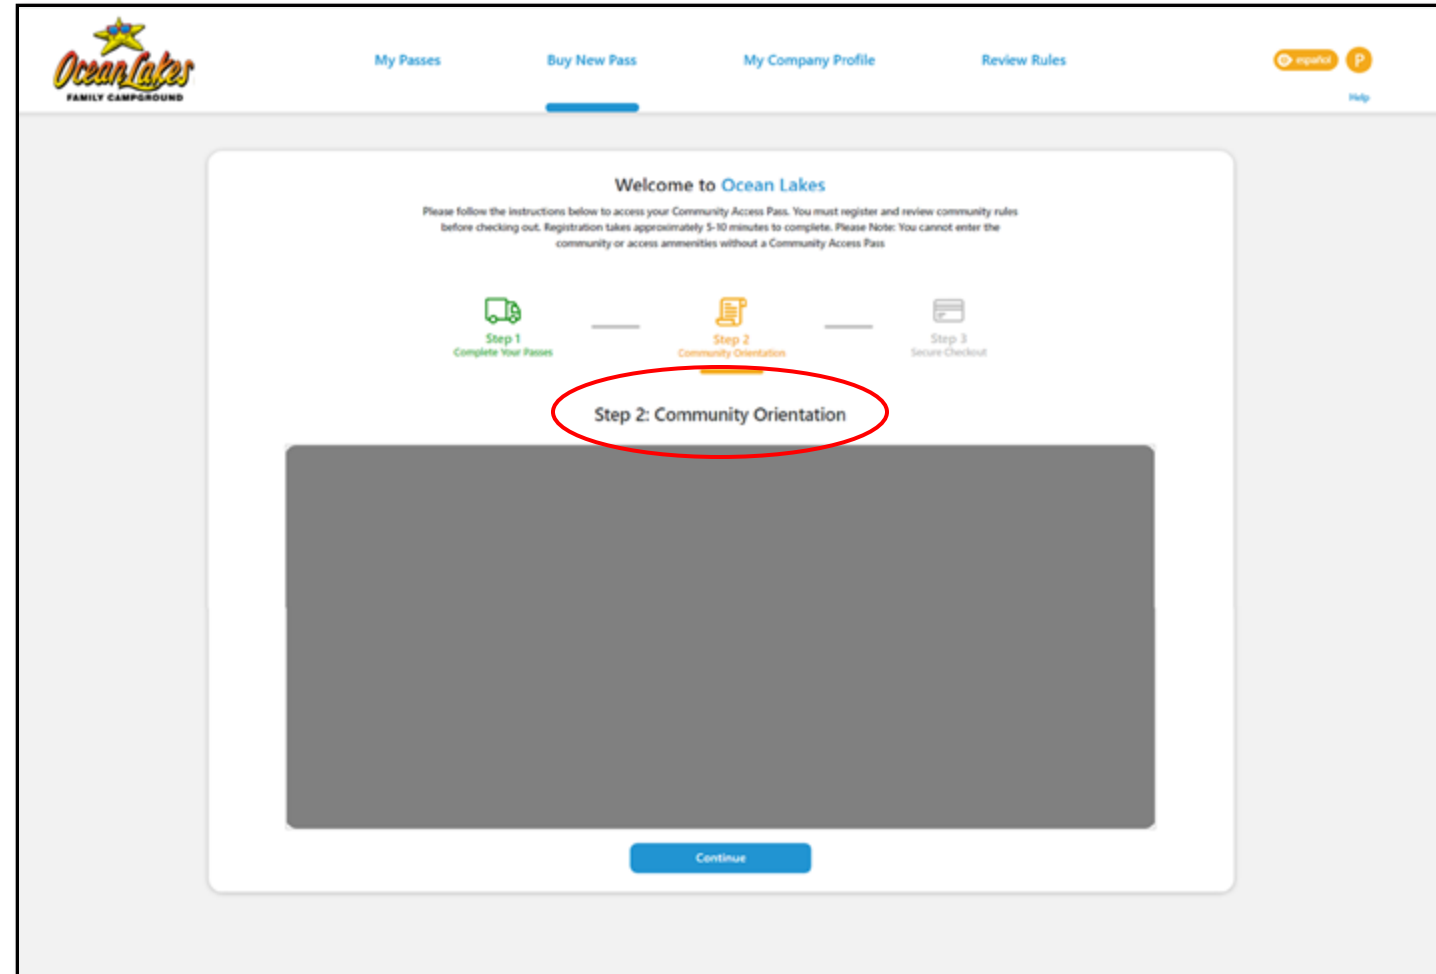 Ocean Lakes
FAMILY CAMPGROUND
My Passes
Buy New Pass
My Company Profile
Review Rules
español
P
Help
Welcome to Ocean Lakes
Please follow the instructions below to access your Community Access Pass. You must register and review community rules
before checking out. Registration takes approximately 5-10 minutes to complete. Please Note: You cannot enter the
community or access ammenities without a Community Access Pass
Step 1
Complete Your Passes
Step 2
Community Orientation
Step 3
Secure Checkout
Step 2: Community Orientation
Continue